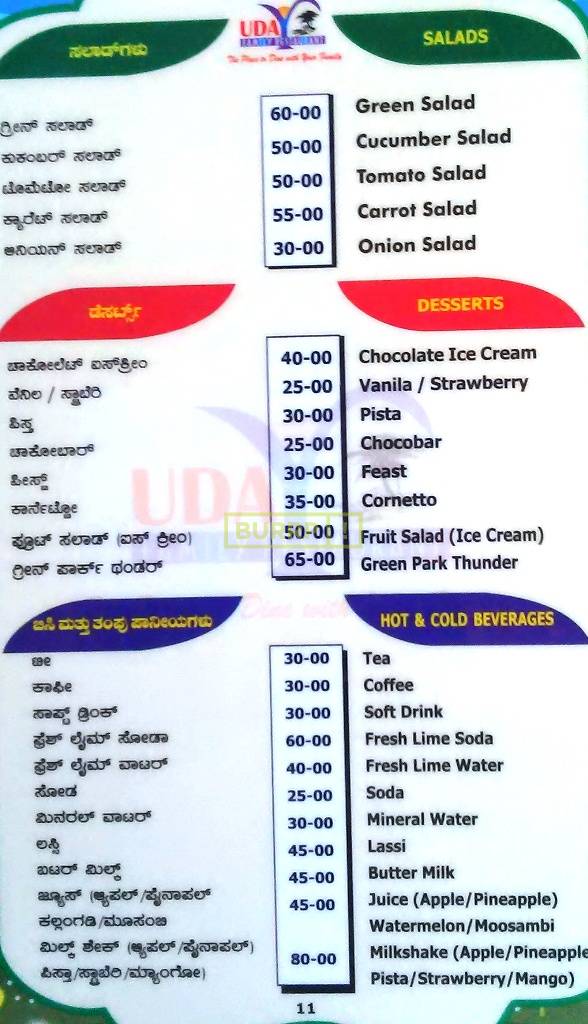 UDAY
FAMILY RESTAURANT
The Place to Dine with Your Family
ಸಲಾಡ್‌ಗಳು SALADS
ಗ್ರೀನ್ ಸಲಾಡ್ 60-00 Green Salad
ಕುಕಂಬರ್ ಸಲಾಡ್ 50-00 Cucumber Salad
ಟೊಮೆಟೋ ಸಲಾಡ್ 50-00 Tomato Salad
ಕ್ಯಾರೆಟ್ ಸಲಾಡ್ 55-00 Carrot Salad
ಆನಿಯನ್ ಸಲಾಡ್ 30-00 Onion Salad
ಡೆಸರ್ಟ್ಸ್ DESSERTS
ಚಾಕೋಲೆಟ್ ಐಸ್‌ಕ್ರೀಂ 40-00 Chocolate Ice Cream
ವೆನಿಲ / ಸ್ಟ್ರಾಬೆರಿ 25-00 Vanila / Strawberry
ಪಿಸ್ತ 30-00 Pista
ಚಾಕೋಬಾರ್ 25-00 Chocobar
ಪೀಸ್ಟ್ 30-00 Feast
ಕಾರ್ನೆಟ್ಟೋ 35-00 Cornetto
ಫ್ರೂಟ್ ಸಲಾಡ್ (ಐಸ್ ಕ್ರೀಂ) 50-00 Fruit Salad (Ice Cream)
ಗ್ರೀನ್ ಪಾರ್ಕ್ ಥಂಡರ್ 65-00 Green Park Thunder
UDA
Dine with
ಬಿಸಿ ಮತ್ತು ತಂಪು ಪಾನೀಯಗಳು HOT & COLD BEVERAGES
ಟೀ 30-00 Tea
ಕಾಫೀ 30-00 Coffee
ಸಾಫ್ಟ್ ಡ್ರಿಂಕ್ 30-00 Soft Drink
ಫ್ರೆಶ್ ಲೈಮ್ ಸೋಡಾ 60-00 Fresh Lime Soda
ಫ್ರೆಶ್ ಲೈಮ್ ವಾಟರ್ 40-00 Fresh Lime Water
ಸೋಡ 25-00 Soda
ಮಿನರಲ್ ವಾಟರ್ 30-00 Mineral Water
ಲಸ್ಸಿ 45-00 Lassi
ಬಟರ್ ಮಿಲ್ಕ್ 45-00 Butter Milk
ಜ್ಯೂಸ್ (ಆ್ಯಪಲ್/ಪೈನಾಪಲ್ 45-00 Juice (Apple/Pineapple)
ಕಲ್ಲಂಗಡಿ/ಮೂಸಂಬಿ Watermelon/Moosambi
ಮಿಲ್ಕ್ ಶೇಕ್ (ಆ್ಯಪಲ್/ಪೈನಾಪಲ್) 80-00 Milkshake (Apple/Pineapple
ಪಿಸ್ತಾ/ಸ್ಟ್ರಾಬೆರಿ/ಮ್ಯಾಂಗೋ) Pista/Strawberry/Mango)
11